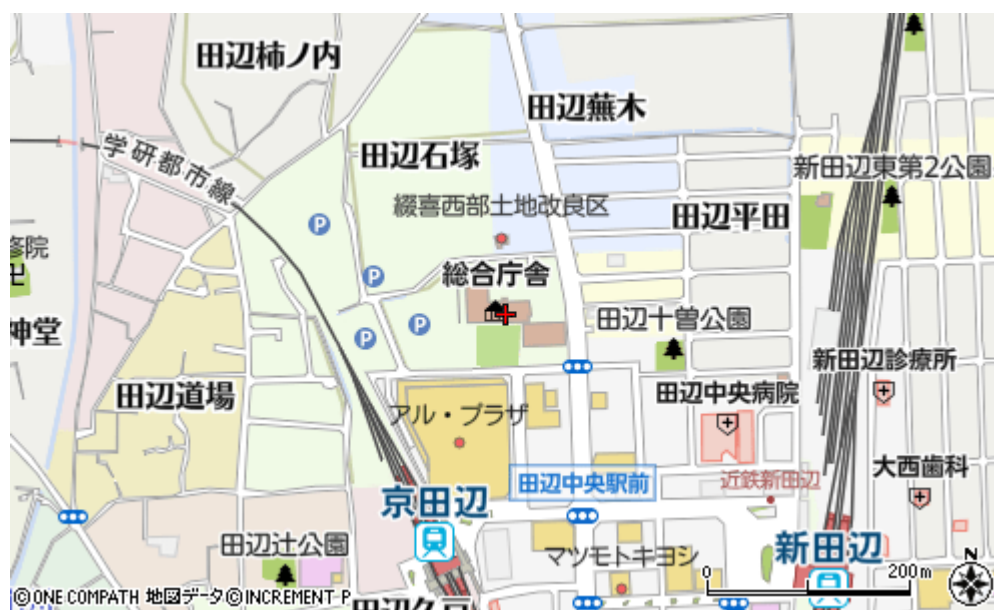 田辺柿ノ内
田辺蕪木
学研都市線
田辺石塚
新田辺東第2公園
綴喜西部土地改良区
田辺平田
修院
卍
総合庁舎
P
P
P
P
田辺十曽公園
神堂
新田辺診療所
田辺道場
田辺中央病院
アル・プラザ
大西歯科
田辺中央駅前
近鉄新田辺
京田辺
田辺辻公園
マツモトキヨシ
新田辺
N
0
200m
©ONE COMPATH 地図データ©INCREMENT P